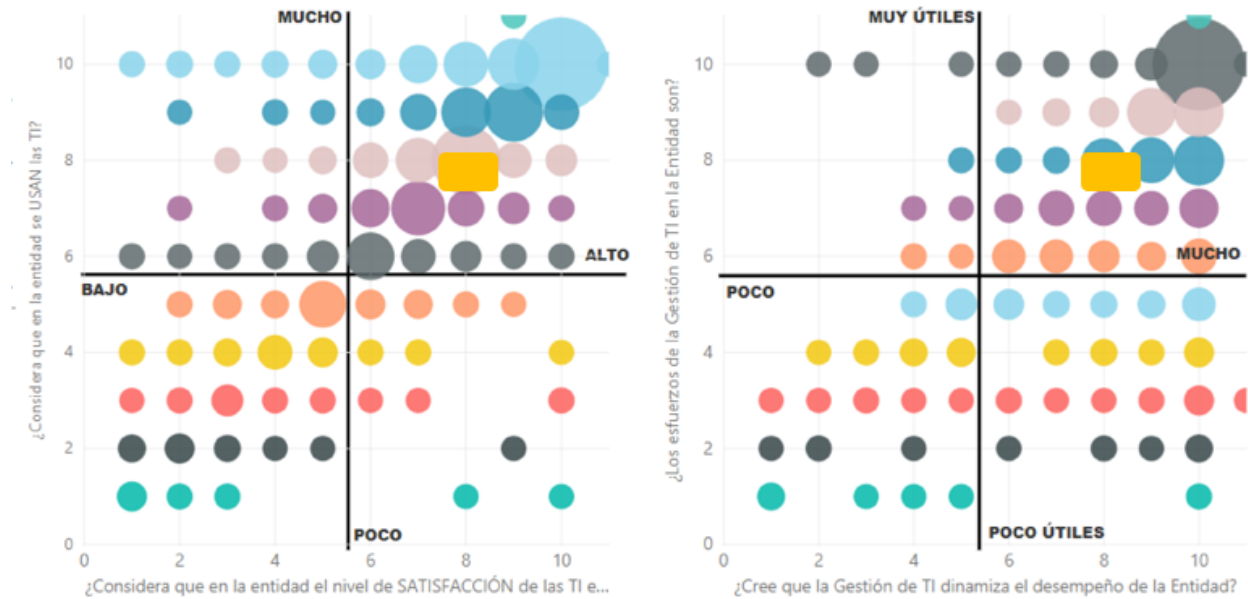 MUCHO
10
8
6
4
2
0
ALTO
BAJO
POCO
0 2 4 6 8 10
¿Considera que en la entidad se USAN las TI?
¿Considera que en la entidad el nivel de SATISFACCIÓN de las TI e...
MUY ÚTILES
10
8
6
4
2
0
MUCHO
POCO
POCO ÚTILES
0 2 4 6 8 10
¿Los esfuerzos de la Gestión de TI en la Entidad son?
¿Cree que la Gestión de TI dinamiza el desempeño de la Entidad?